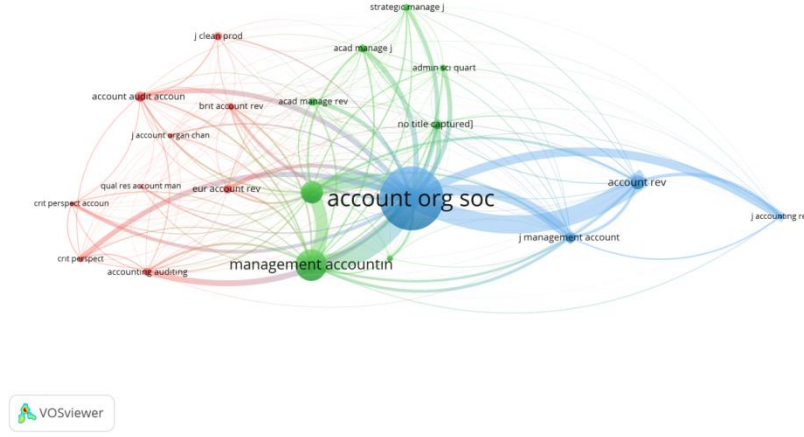 strategic manage j
j clean prod
acad manage j
admin sci quart
account audit accoun
brit account rev
acad manage rev
no title captured]
j account organ chan
qual res account man
eur account rev
account org soc
account rev
crit perspect accoun
j accounting re
j management account
crit perspect
management accountin
accounting auditing
VOSviewer